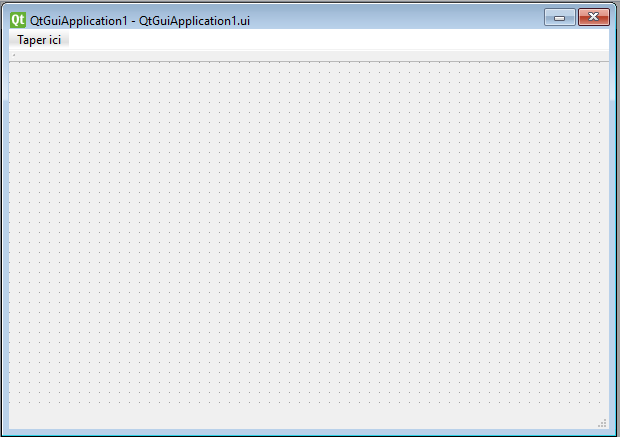 Qt QtGuiApplication1 - QtGuiApplication1.ui
Taper ici